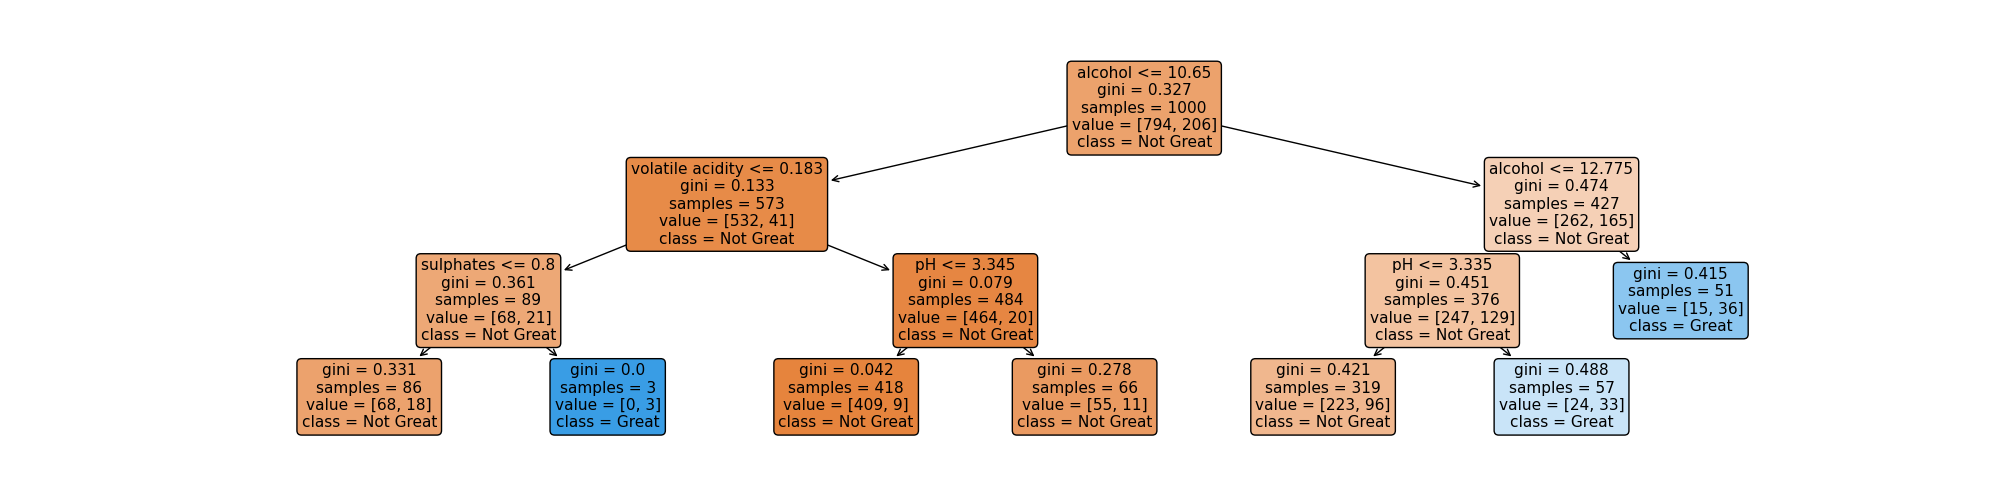 alcohol <= 10.65
gini = 0.327
samples = 1000
value = [794, 206]
class = Not Great
volatile acidity <= 0.183
gini = 0.133
samples = 573
value = [532, 41]
class = Not Great
alcohol <= 12.775
gini = 0.474
samples = 427
value = [262, 165]
class = Not Great
sulphates <= 0.8
gini = 0.361
samples = 89
value = [68, 21]
class = Not Great
pH <= 3.345
gini = 0.079
samples = 484
value = [464, 20]
class = Not Great
pH <= 3.335
gini = 0.451
samples = 376
value = [247, 129]
class = Not Great
gini = 0.415
samples = 51
value = [15, 36]
class = Great
gini = 0.331
samples = 86
value = [68, 18]
class = Not Great
gini = 0.0
samples = 3
value = [0, 3]
class = Great
gini = 0.042
samples = 418
value = [409, 9]
class = Not Great
gini = 0.278
samples = 66
value = [55, 11]
class = Not Great
gini = 0.421
samples = 319
value = [223, 96]
class = Not Great
gini = 0.488
samples = 57
value = [24, 33]
class = Great